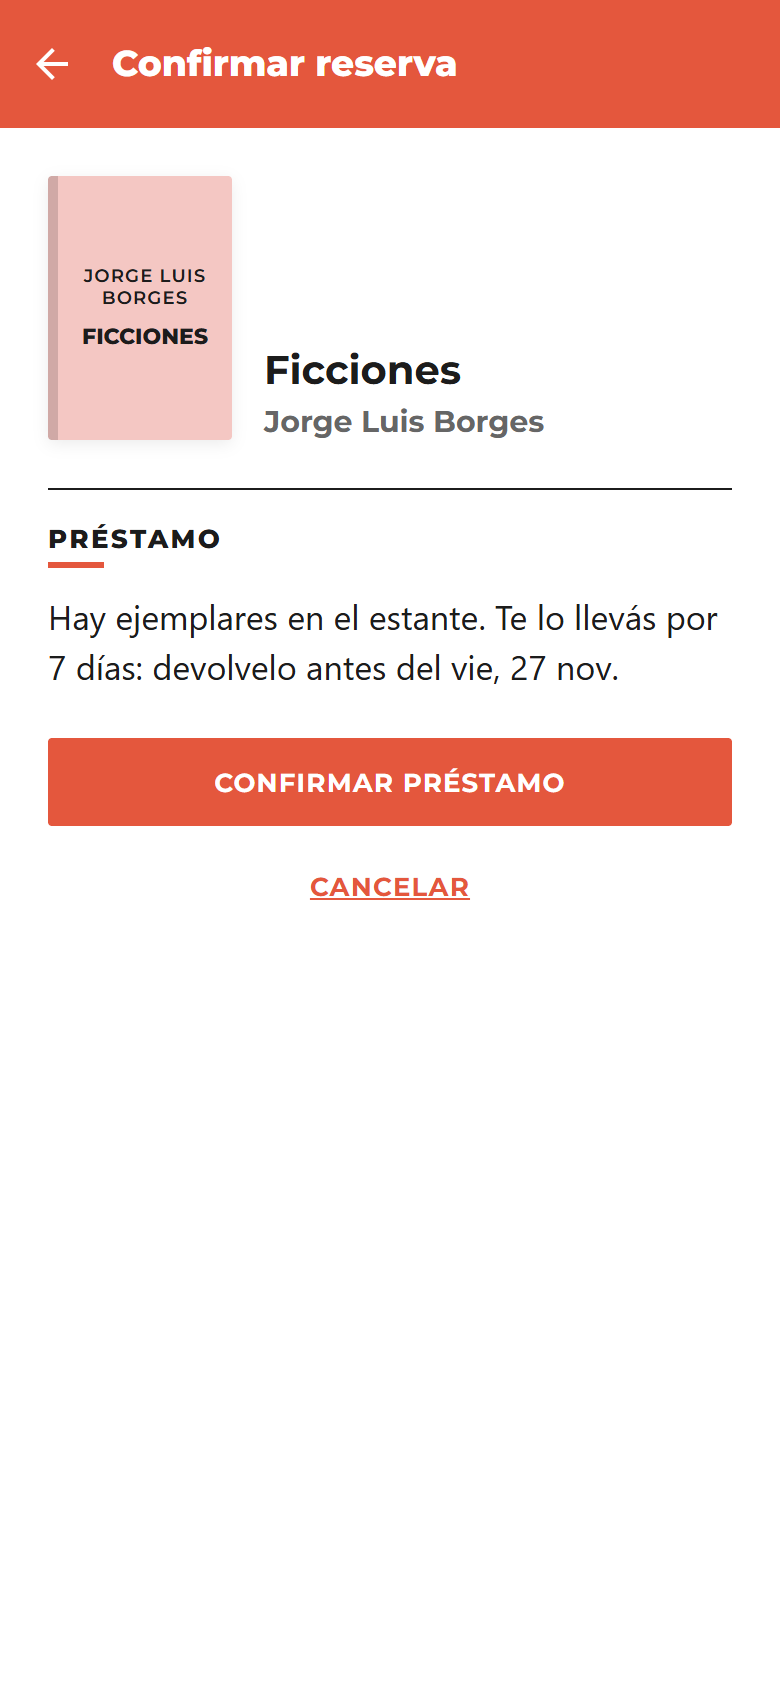 Confirmar reserva
JORGE LUIS
BORGES
FICCIONES
Ficciones
Jorge Luis Borges
PRÉSTAMO
Hay ejemplares en el estante. Te lo llevás por
7 días: devolvelo antes del vie, 27 nov.
CONFIRMAR PRÉSTAMO
CANCELAR